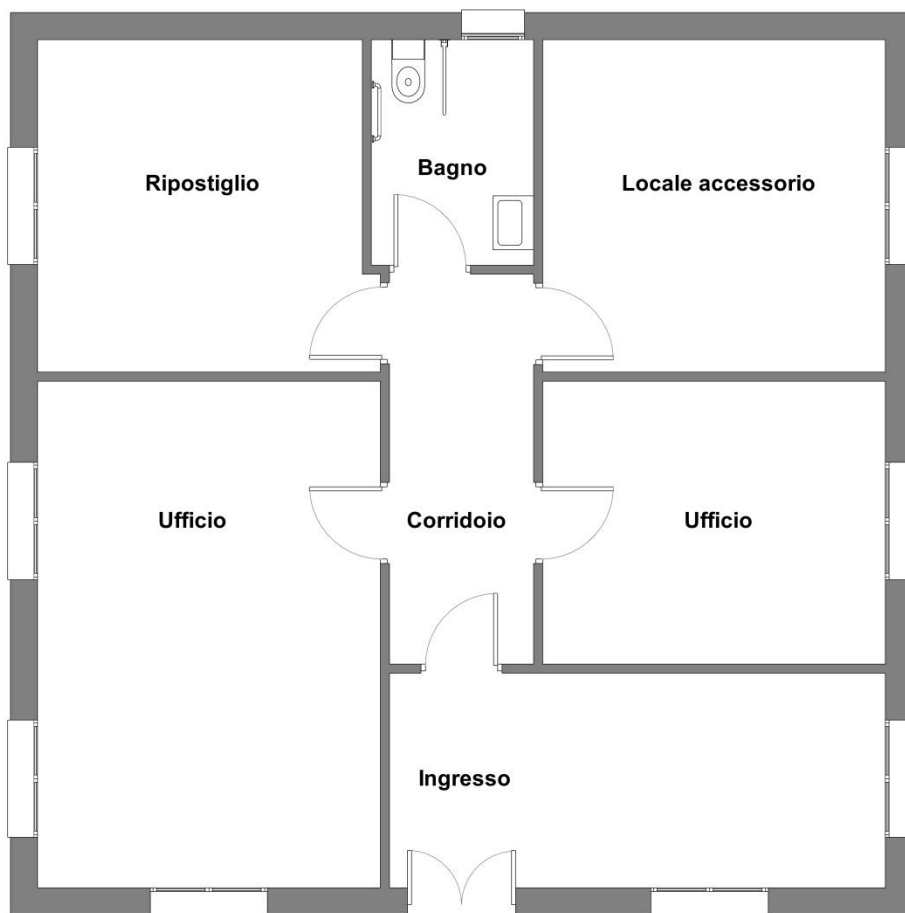 Bagno
Ripostiglio
Locale accessorio
Ufficio
Corridoio
Ufficio
Ingresso